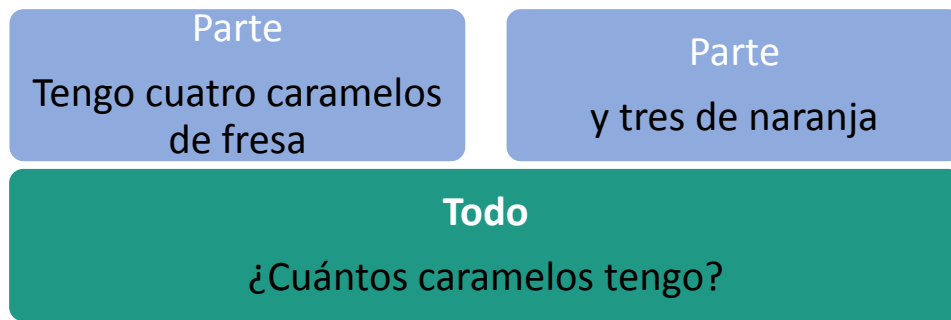 Parte
Tengo cuatro caramelos
de fresa
Parte
y tres de naranja
Todo
¿Cuántos caramelos tengo?